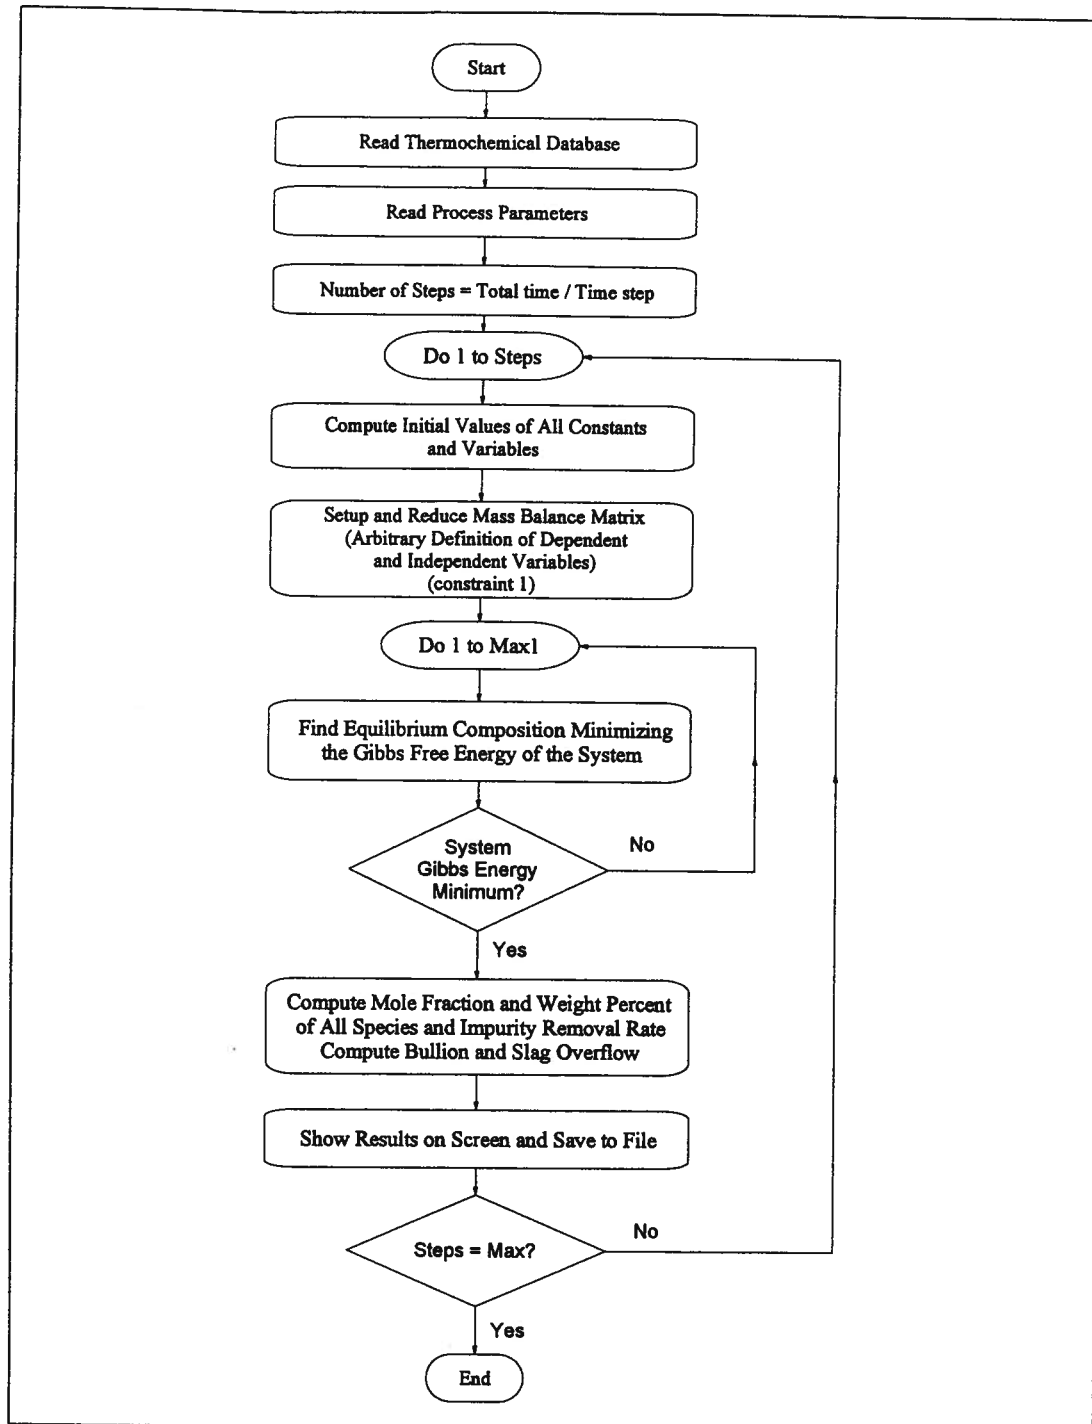 Start
Read Thermochemical Database
Read Process Parameters
Number of Steps = Total time / Time step
Do 1 to Steps
Compute Initial Values of All Constants
and Variables
Setup and Reduce Mass Balance Matrix
(Arbitrary Definition of Dependent
and Independent Variables)
(constraint 1)
Do 1 to Max1
Find Equilibrium Composition Minimizing
the Gibbs Free Energy of the System
System
Gibbs Energy
Minimum?
No
Yes
Compute Mole Fraction and Weight Percent
of All Species and Impurity Removal Rate
Compute Bullion and Slag Overflow
Show Results on Screen and Save to File
Steps = Max?
No
Yes
End